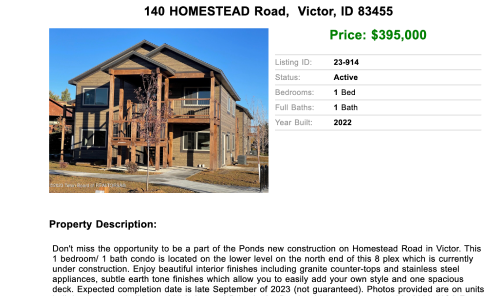 140 HOMESTEAD Road, Victor, ID 83455
Price: $395,000
Listing ID: 23-914
Status: Active
Bedrooms: 1 Bed
Full Baths: 1 Bath
Year Built: 2022
Property Description:
Don't miss the opportunity to be a part of the Ponds new construction on Homestead Road in Victor. This
1 bedroom/ 1 bath condo is located on the lower level on the north end of this 8 plex which is currently
under construction. Enjoy beautiful interior finishes including granite counter-tops and stainless steel
appliances, subtle earth tone finishes which allow you to easily add your own style and one spacious
deck. Expected completion date is late September of 2023 (not guaranteed). Photos provided are on units